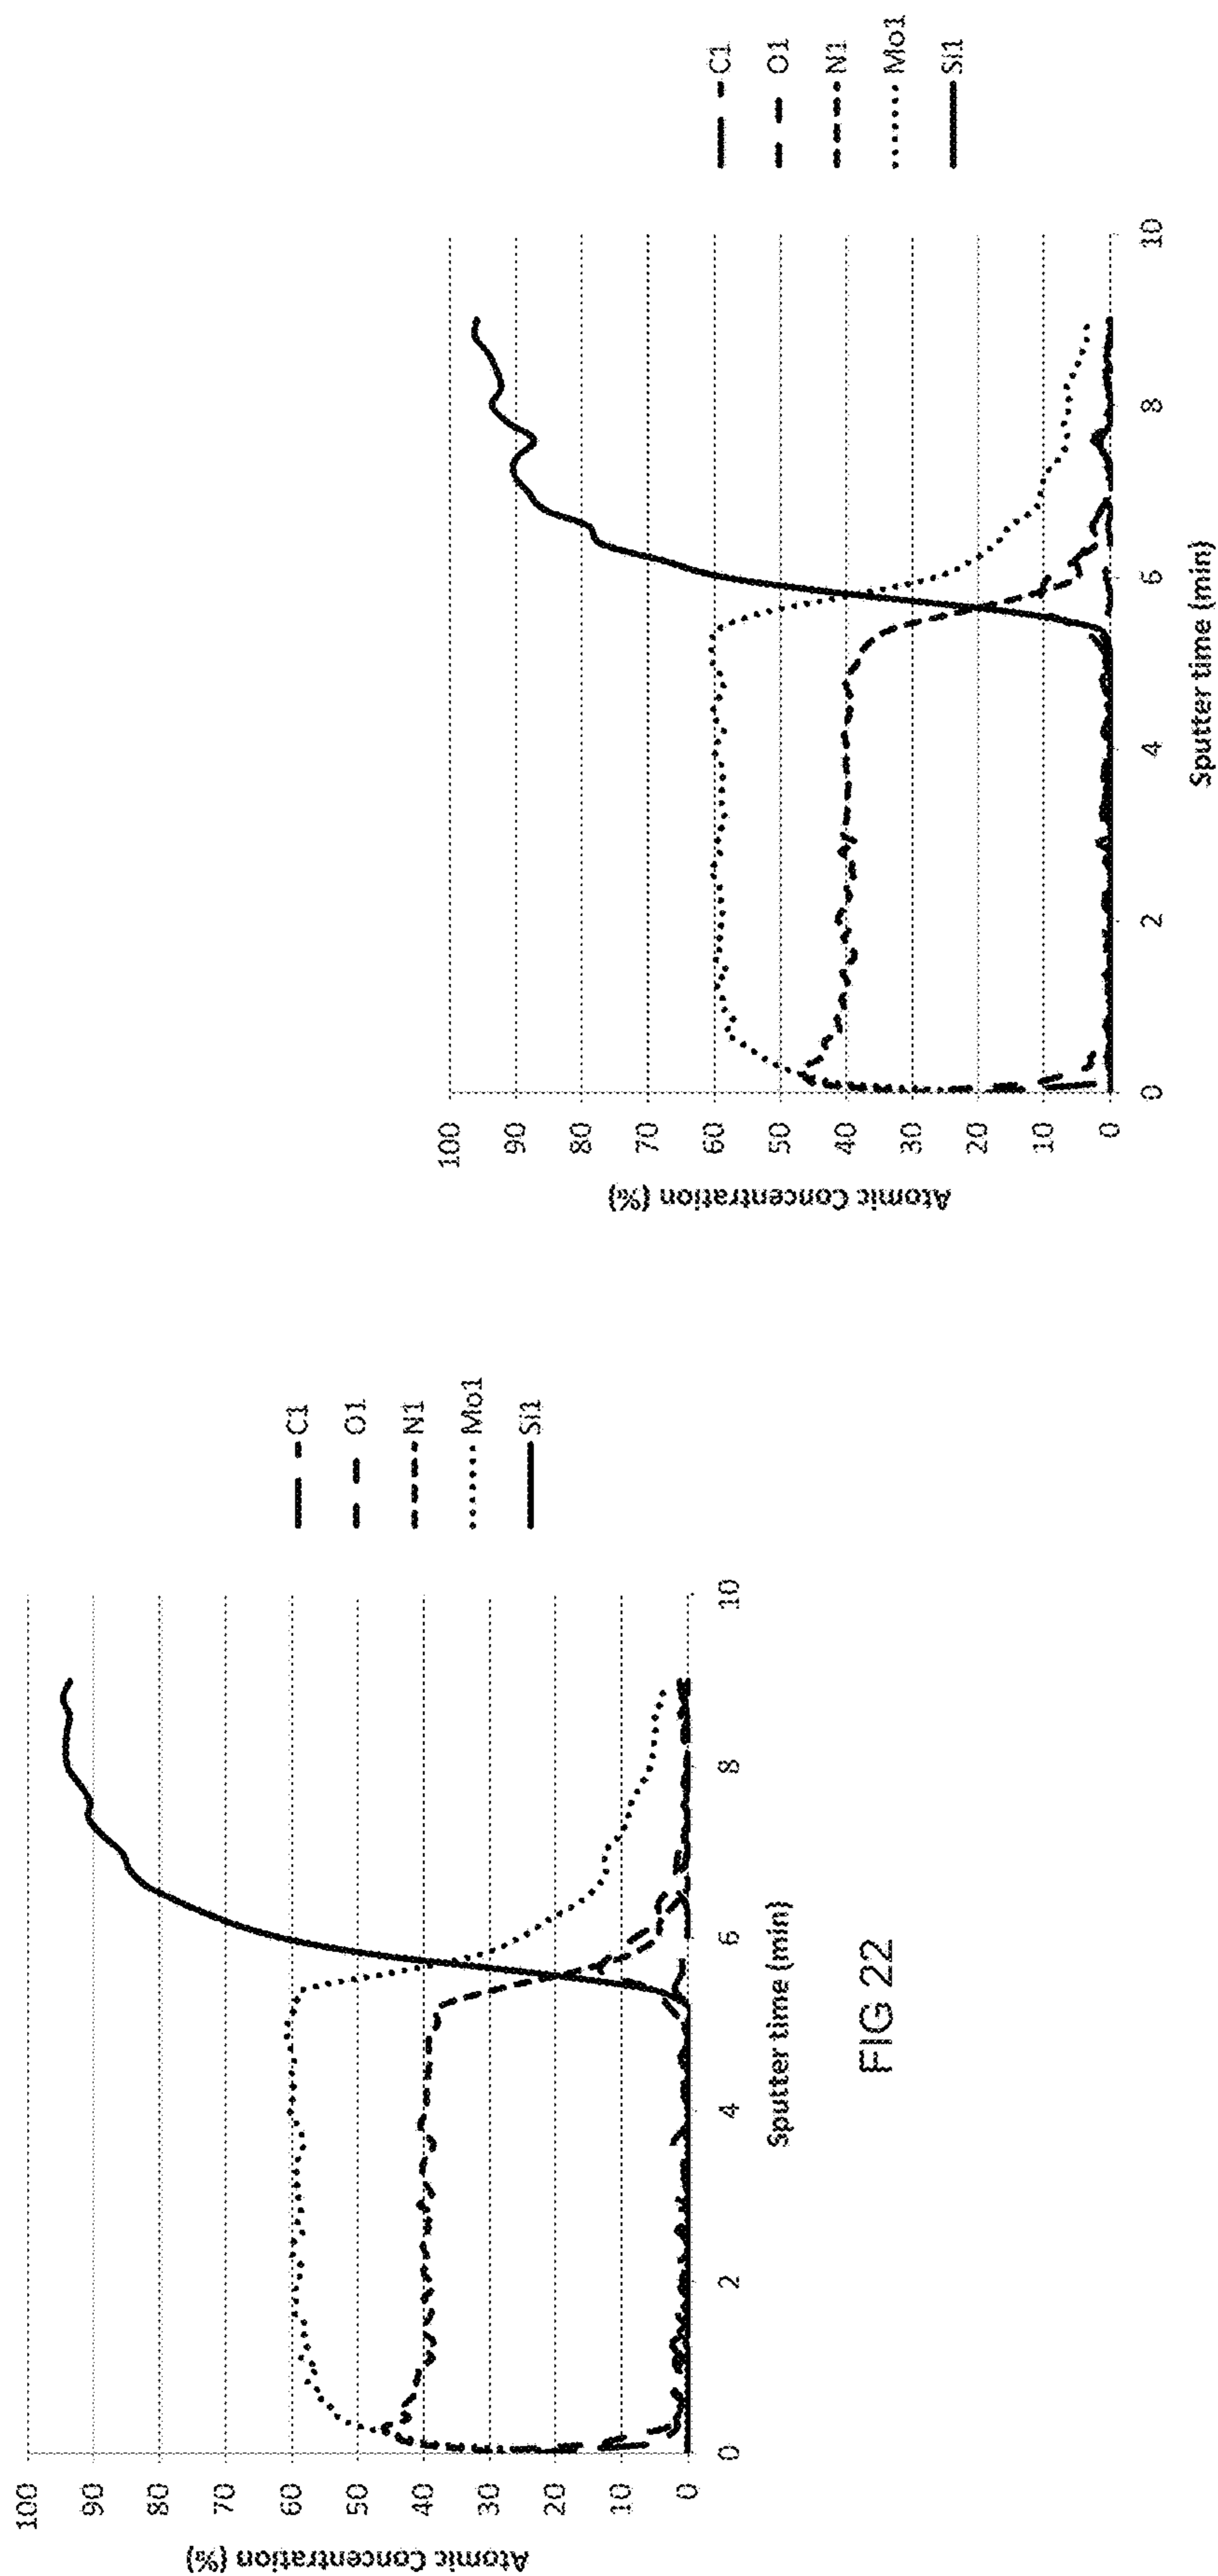 100
90
80
70
60
50
40
30
20
10
0
Atomic Concentration (%)
0 2 4 6 8 10
Sputter time (min)
C1
O1
N1
Mo1
Si1
100
90
80
70
60
50
40
30
20
10
0
Atomic Concentration (%)
0 2 4 6 8 10
Sputter time (min)
C1
O1
N1
Mo1
Si1
FIG 22